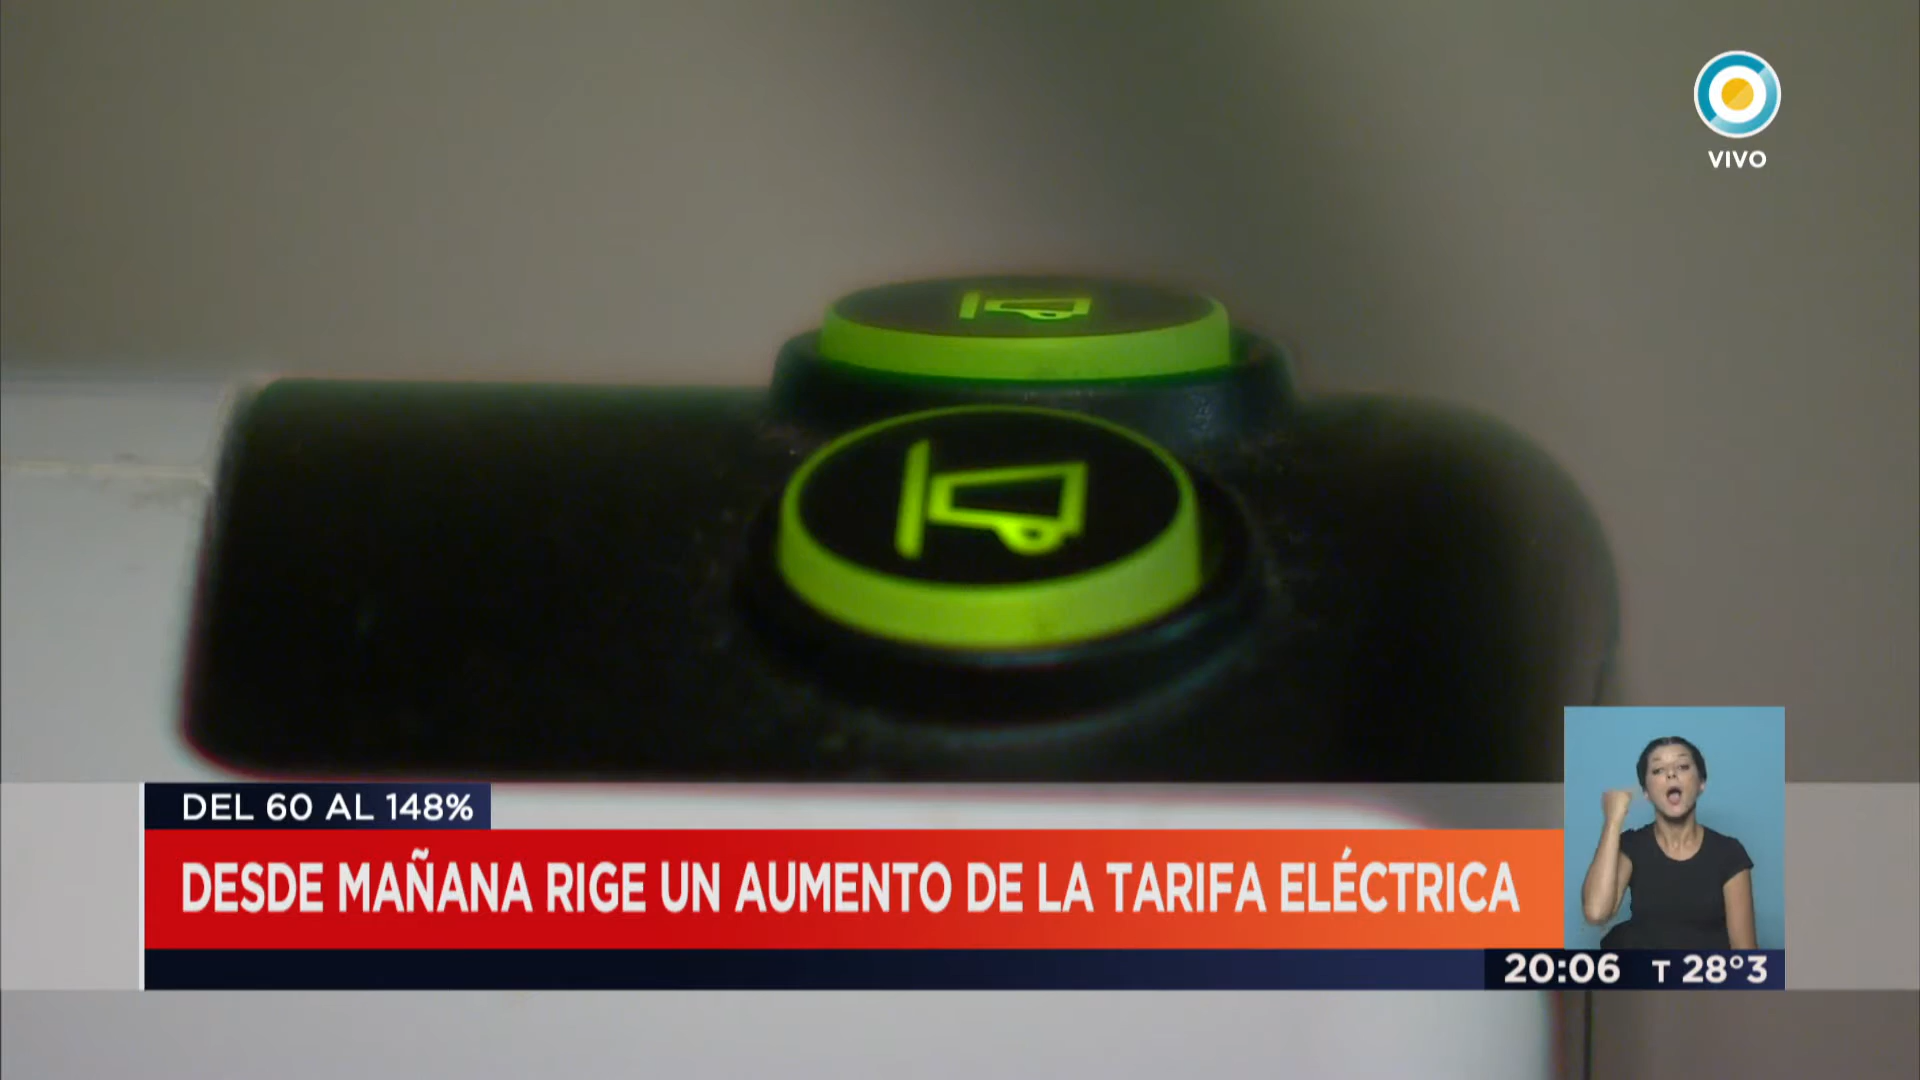 VIVO
DEL 60 AL 148%
DESDE MAÑANA RIGE UN AUMENTO DE LA TARIFA ELÉCTRICA
20:06 T 28°3